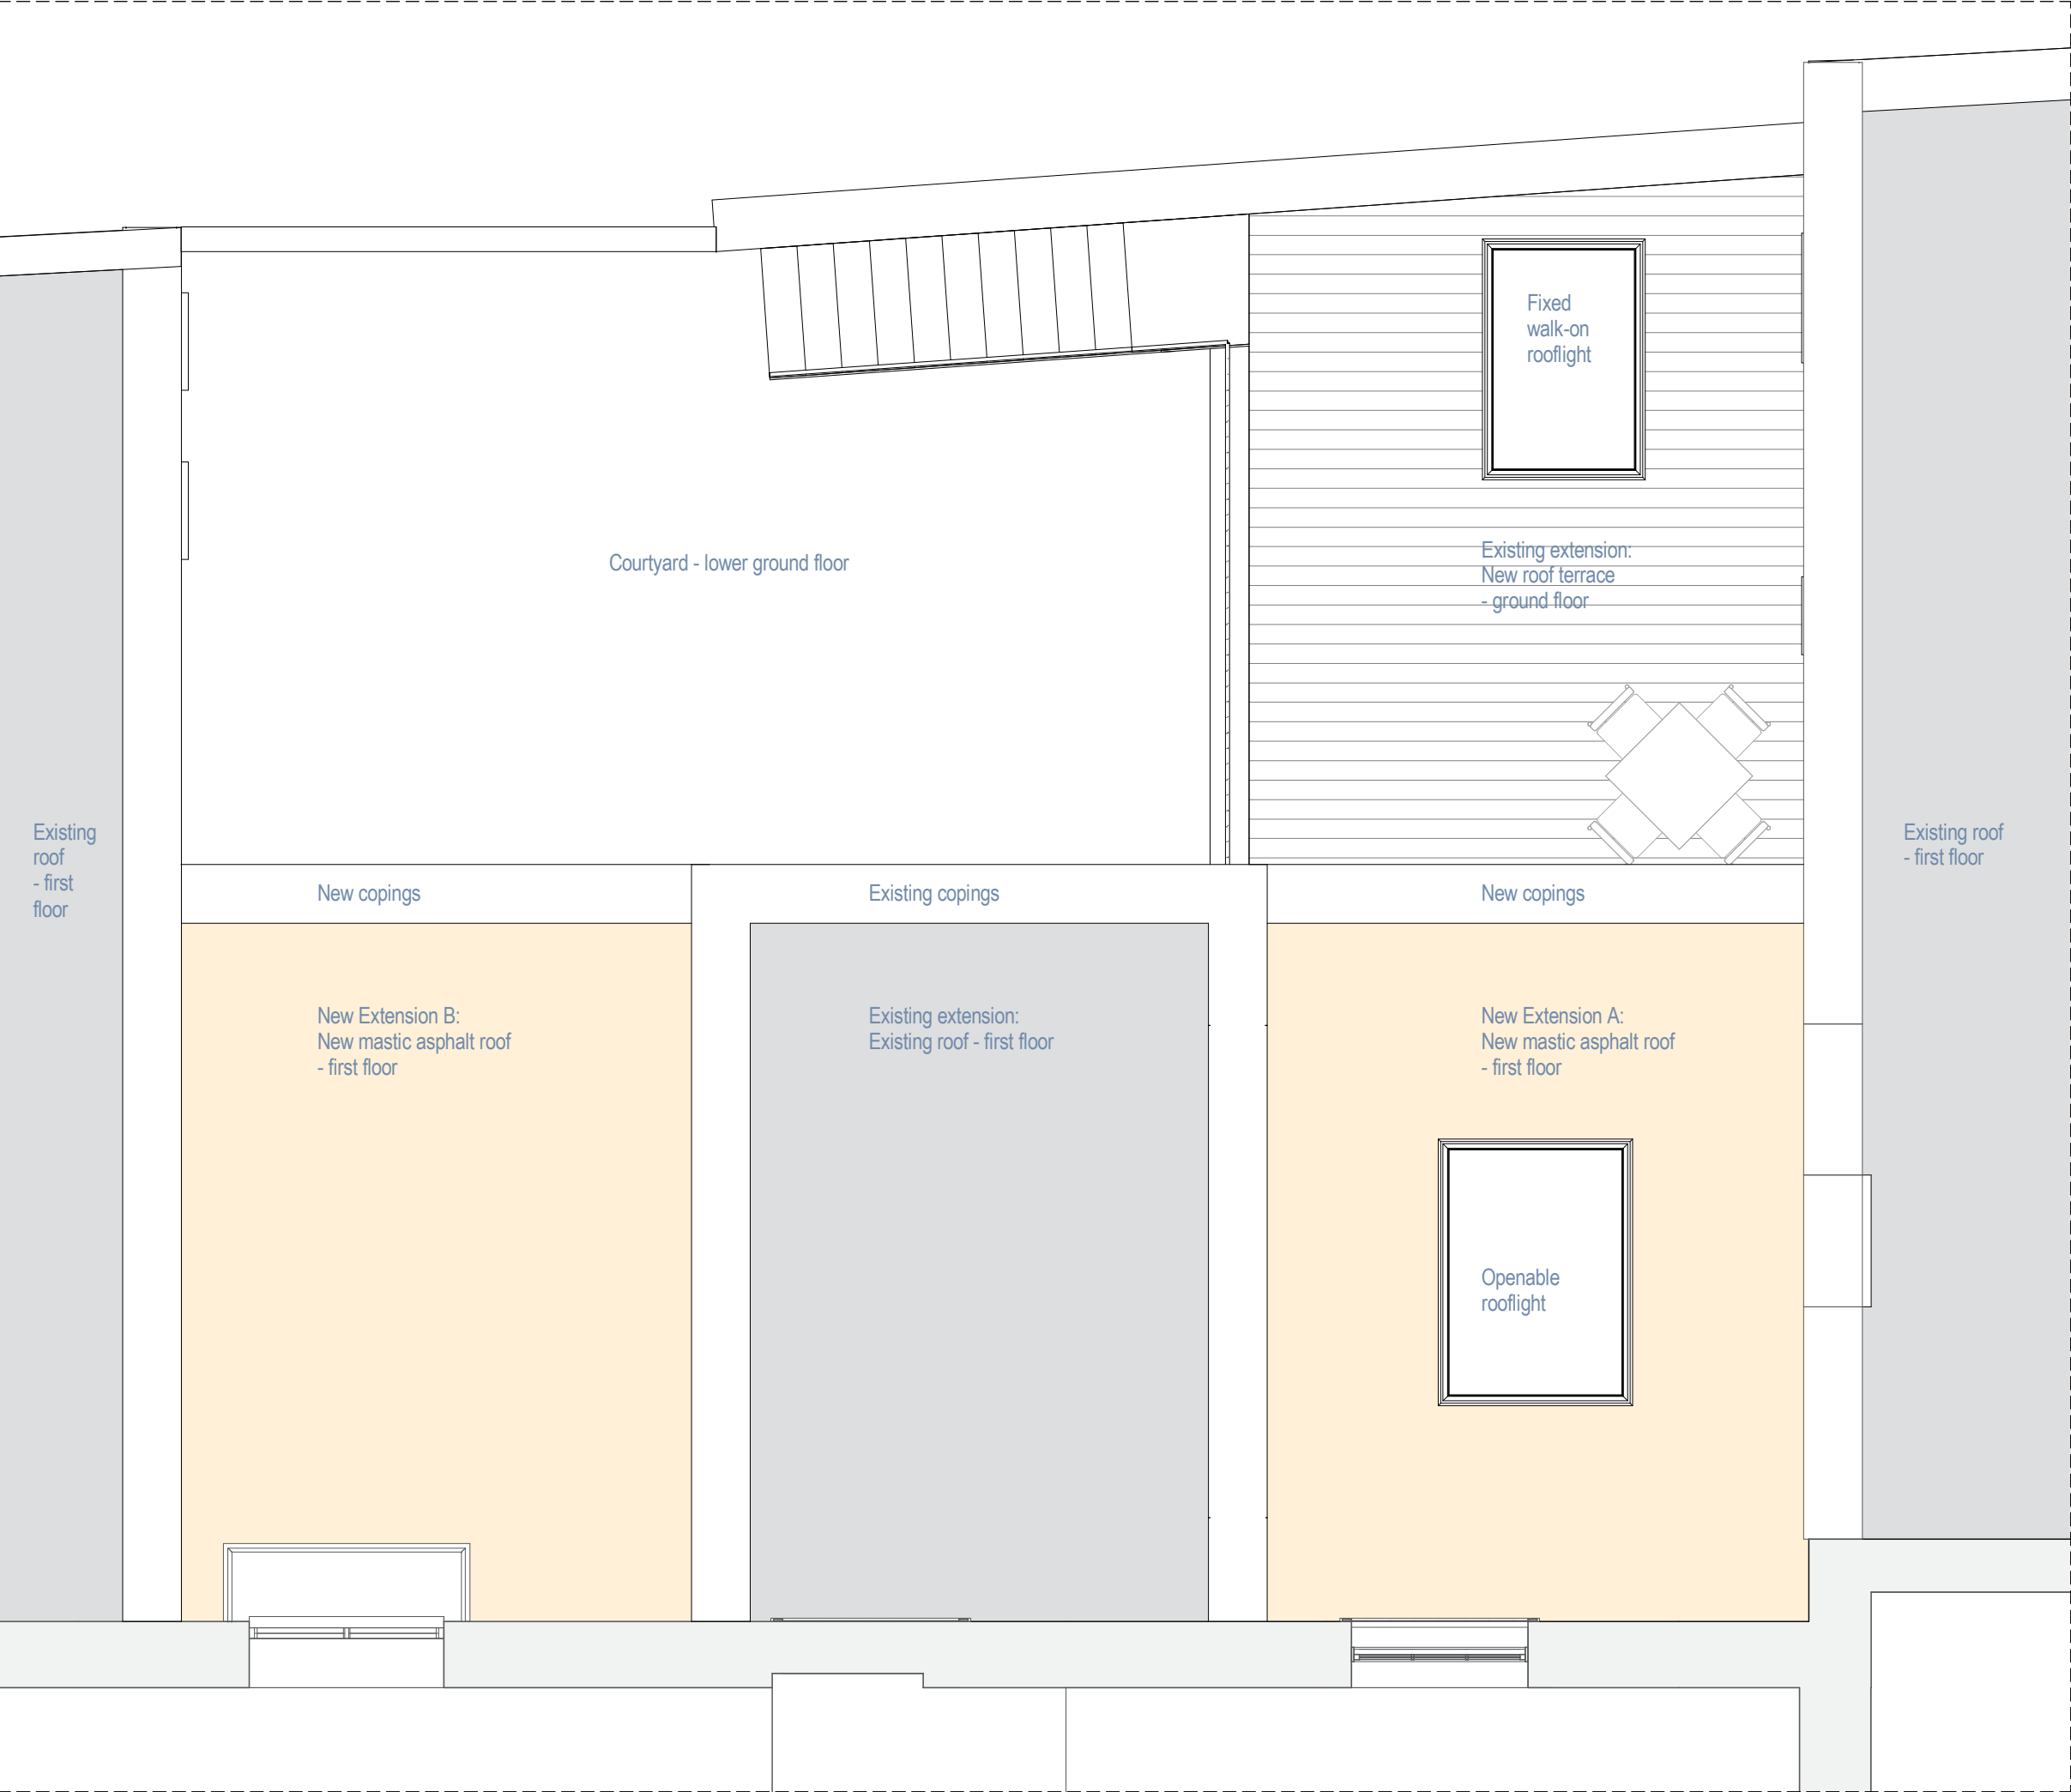 Fixed
walk-on
rooflight
Courtyard - lower ground floor
Existing extension:
New roof terrace
- ground floor
Existing
roof
- first
floor
Existing roof
- first floor
New copings
Existing copings
New copings
New Extension B:
New mastic asphalt roof
- first floor
Existing extension:
Existing roof - first floor
New Extension A:
New mastic asphalt roof
- first floor
Openable
rooflight